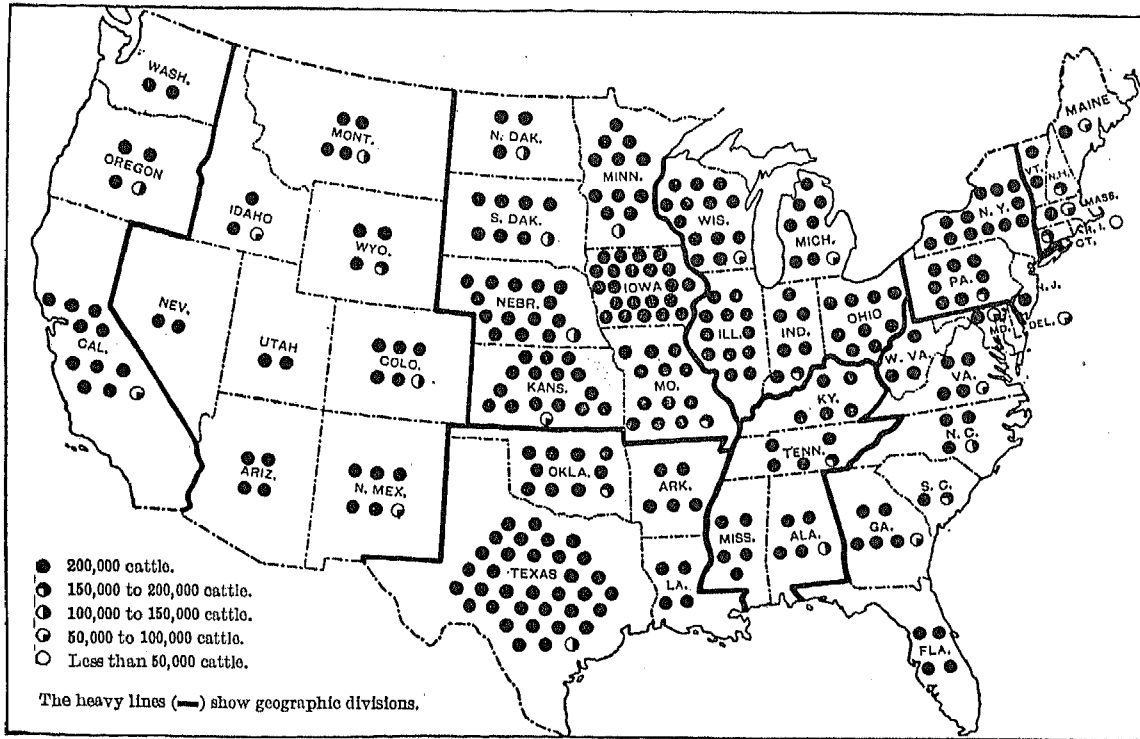 WASH.
OREGON
CAL.
NEV.
IDAHO
MONT.
WYO.
UTAH
COLO.
ARIZ.
N. MEX.
N. DAK.
S. DAK.
NEBR.
KANS.
OKLA.
TEXAS
MINN.
IOWA
MO.
ARK.
LA.
WIS.
MICH.
ILL.
IND.
OHIO
KY.
TENN.
MISS.
ALA.
GA.
FLA.
S. C.
N. C.
VA.
W. VA.
MD.
DEL.
N. J.
PA.
N. Y.
VT.
N.H.
MAINE
MASS.
R. I.
CT.
200,000 cattle.
150,000 to 200,000 cattle.
100,000 to 150,000 cattle.
50,000 to 100,000 cattle.
Less than 50,000 cattle.
The heavy lines (▬) show geographic divisions.